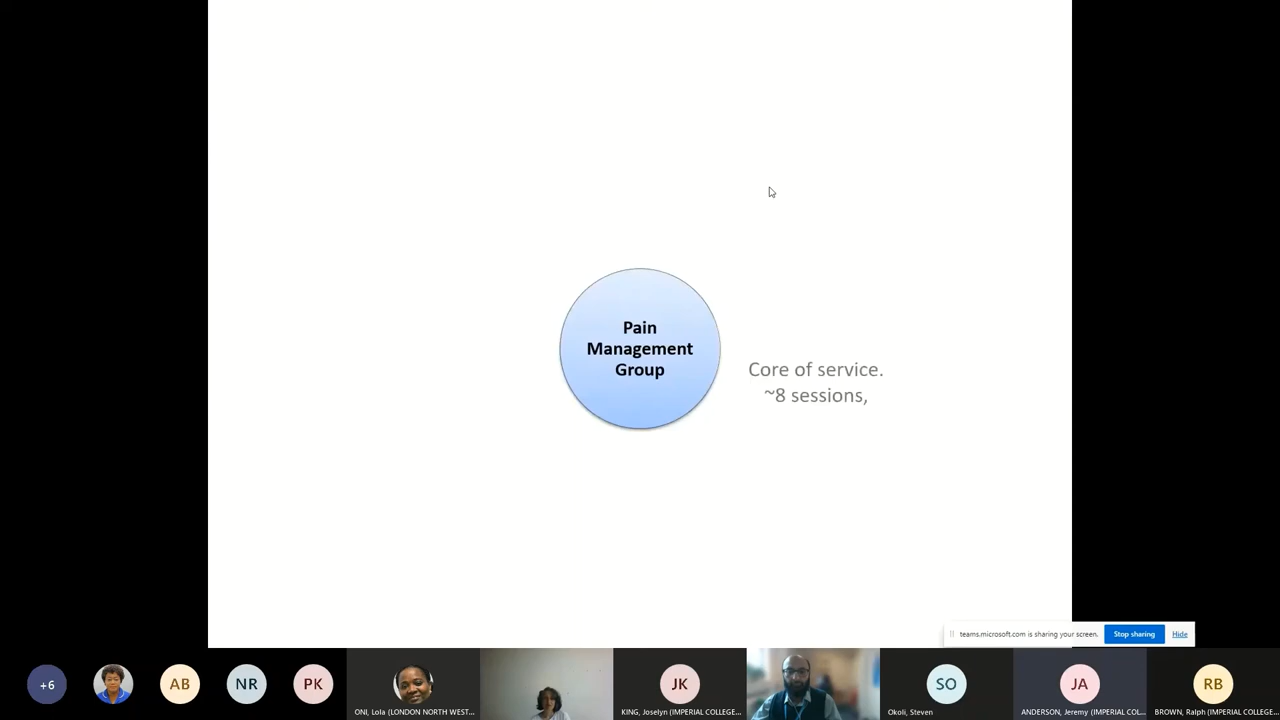 Pain
Management
Group
Core of service.
~8 sessions,
teams.microsoft.com is sharing your screen.
Stop sharing
Hide
+6
AB
NR
PK
ONI, Lola (LONDON NORTH WEST...
JK
KING, Joselyn (IMPERIAL COLLEGE...
SO
Okoli, Steven
JA
ANDERSON, Jeremy (IMPERIAL COL...
RB
BROWN, Ralph (IMPERIAL COLLEGE...